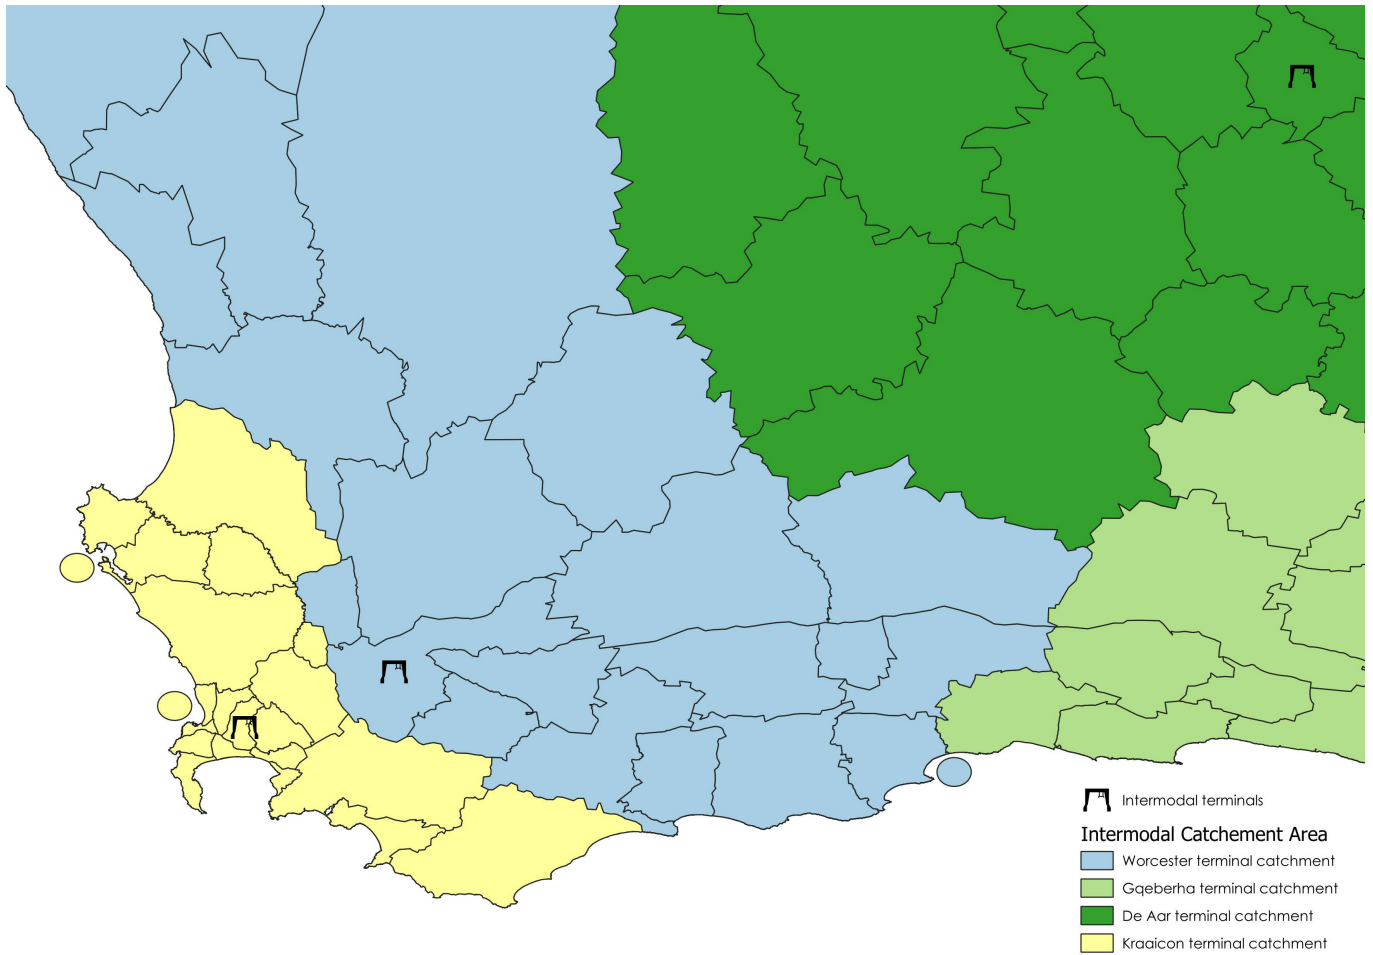 Intermodal terminals
Intermodal Catchement Area
Worcester terminal catchment
Gqeberha terminal catchment
De Aar terminal catchment
Kraaicon terminal catchment